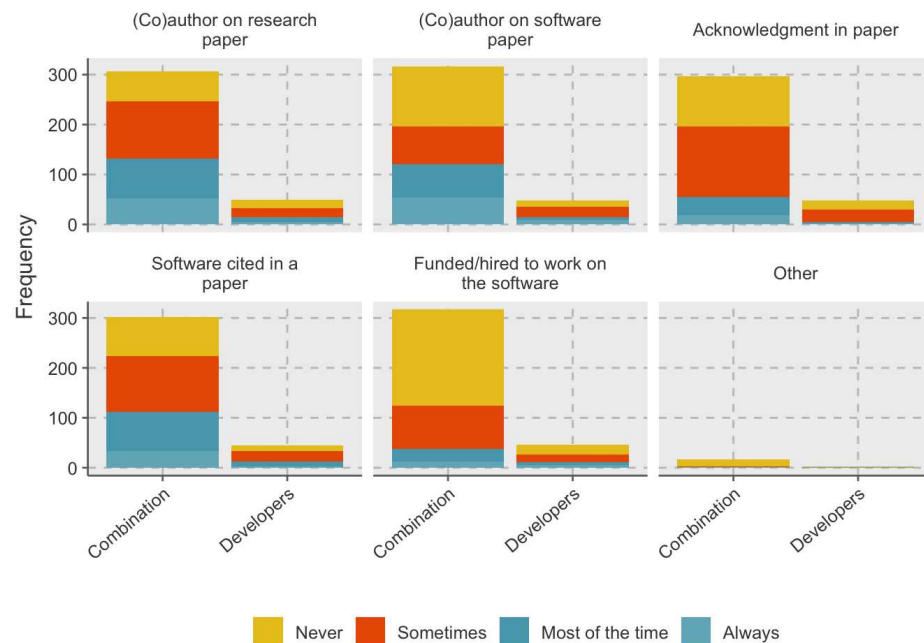 (Co)author on research
paper
(Co)author on software
paper
Acknowledgment in paper
300
200
100
0
Software cited in a
paper
Funded/hired to work on
the software
Other
300
200
100
0
Frequency
Combination
Developers
Combination
Developers
Combination
Developers
Never
Sometimes
Most of the time
Always